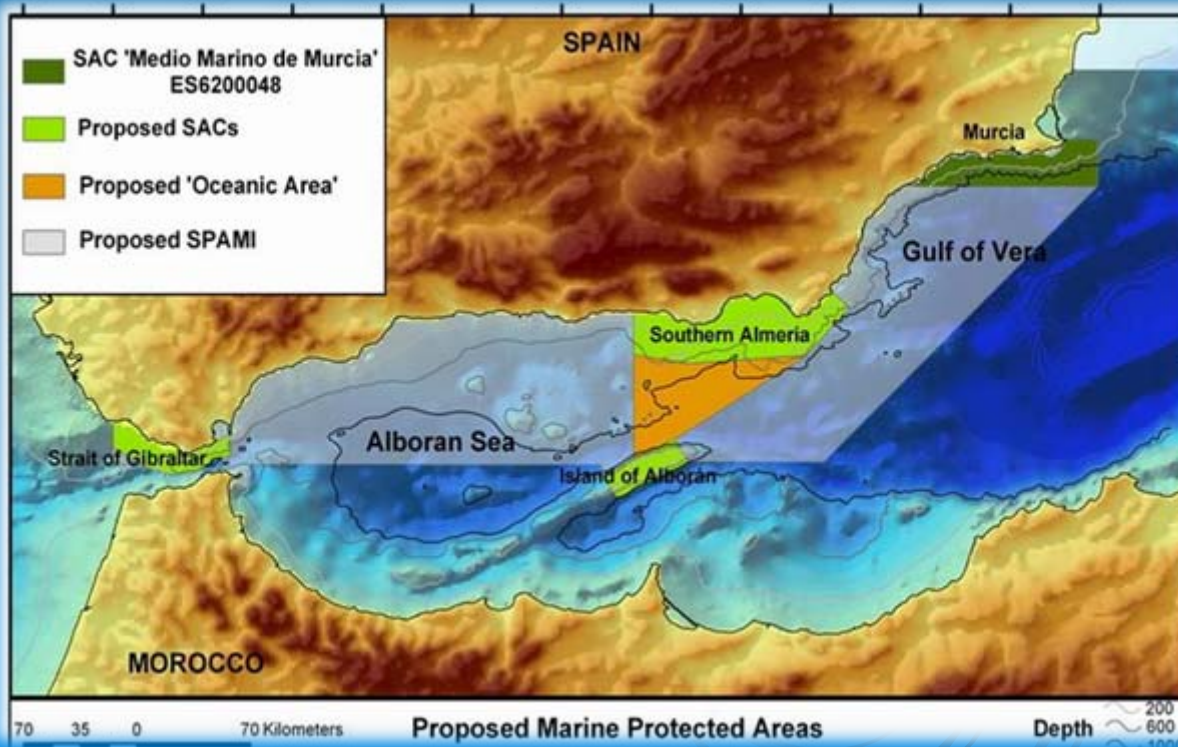 SAC 'Medio Marino de Murcia'
ES6200048
Proposed SACs
Proposed 'Oceanic Area'
Proposed SPAMI
SPAIN
Murcia
Gulf of Vera
Southern Almeria
Alboran Sea
Strait of Gibraltar
Island of Alborán
MOROCCO
70 35 0 70 Kilometers
Proposed Marine Protected Areas
Depth
200
600